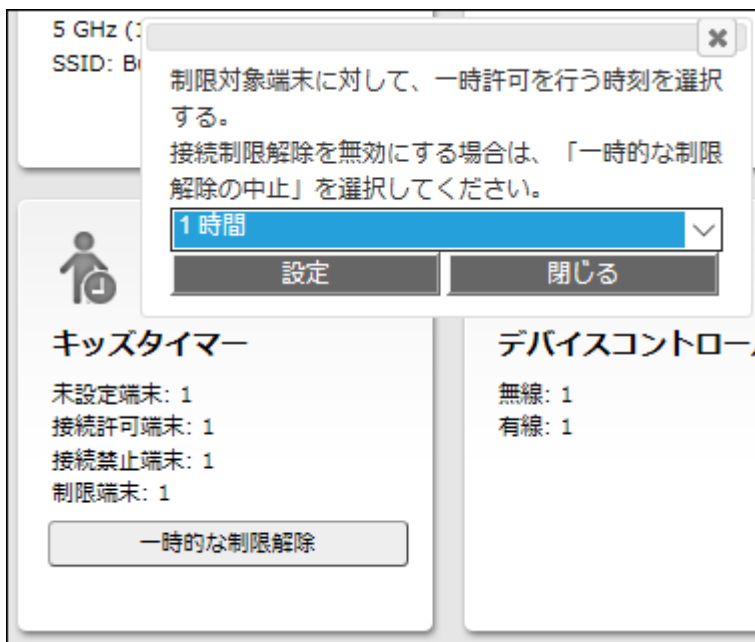 5 GHz (1
SSID: Bu
制限対象端末に対して、一時許可を行う時刻を選択
する。
接続制限解除を無効にする場合は、「一時的な制限
解除の中止」を選択してください。
1 時間
設定
閉じる
キッズタイマー
未設定端末: 1
接続許可端末: 1
接続禁止端末: 1
制限端末: 1
一時的な制限解除
デバイスコントロー
無線: 1
有線: 1